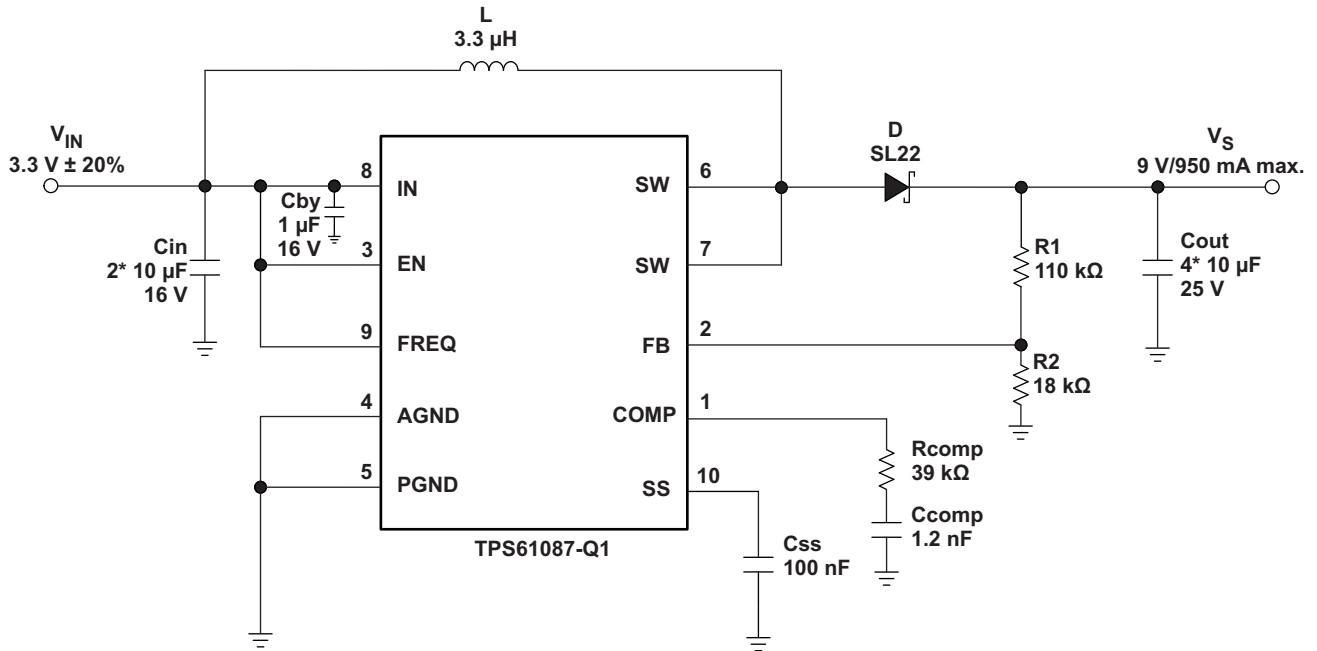 L
3.3 µH
V_IN
3.3 V ± 20%
D
SL22
V_S
9 V/950 mA max.
8
IN
SW
6
Cby
1 µF
16 V
Cin
2* 10 µF
16 V
3
EN
SW
7
R1
110 kΩ
Cout
4* 10 µF
25 V
9
FREQ
FB
2
R2
18 kΩ
4
AGND
COMP
1
Rcomp
39 kΩ
5
PGND
SS
10
Ccomp
1.2 nF
TPS61087-Q1
Css
100 nF